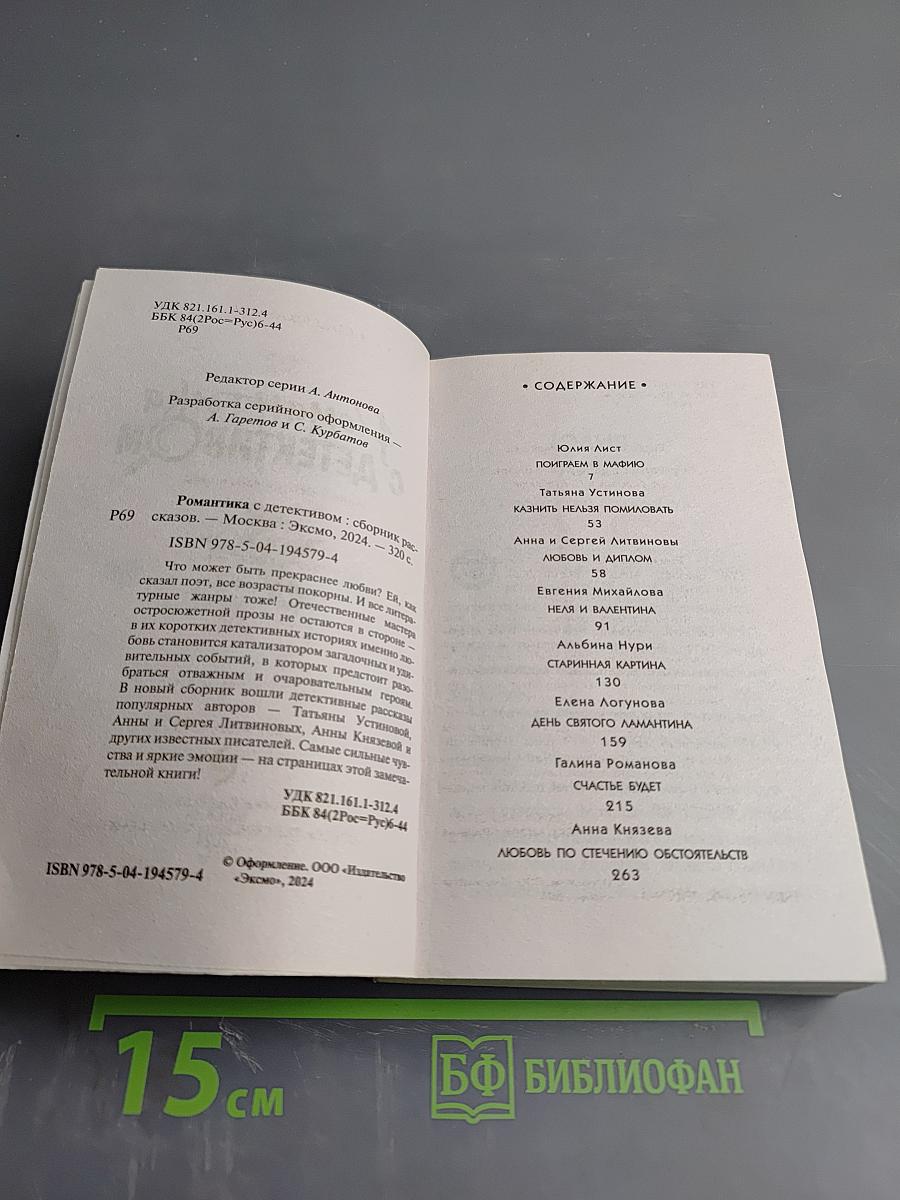 УДК 821.161.1-312.4
ББК 84(2Рос=Рус)6-44
Р69
Редактор серии А. Антонова
Разработка серийного оформления —
А. Гаретов и С. Курбатов
Романтика с детективом : сборник рас-
Р69 сказов. — Москва : Эксмо, 2024. — 320 с.
ISBN 978-5-04-194579-4
Что может быть прекраснее любви? Ей, как
сказал поэт, все возрасты покорны. И все литера-
турные жанры тоже! Отечественные мастера
остросюжетной прозы не остаются в стороне —
в их коротких детективных историях именно лю-
бовь становится катализатором загадочных и уди-
вительных событий, в которых предстоит разо-
браться отважным и очаровательным героям.
В новый сборник вошли детективные рассказы
популярных авторов — Татьяны Устиновой,
Анны и Сергея Литвиновых, Анны Князевой и
других известных писателей. Самые сильные чув-
ства и яркие эмоции — на страницах этой замеча-
тельной книги!
УДК 821.161.1-312.4
ББК 84(2Рос=Рус)6-44
ISBN 978-5-04-194579-4
© Оформление. ООО «Издательство
«Эксмо», 2024
• СОДЕРЖАНИЕ •
Юлия Лист
ПОИГРАЕМ В МАФИЮ
7
Татьяна Устинова
КАЗНИТЬ НЕЛЬЗЯ ПОМИЛОВАТЬ
53
Анна и Сергей Литвиновы
ЛЮБОВЬ И ДИПЛОМ
58
Евгения Михайлова
НЕЛЯ И ВАЛЕНТИНА
91
Альбина Нури
СТАРИННАЯ КАРТИНА
130
Елена Логунова
ДЕНЬ СВЯТОГО ЛАМАНТИНА
159
Галина Романова
СЧАСТЬЕ БУДЕТ
215
Анна Князева
ЛЮБОВЬ ПО СТЕЧЕНИЮ ОБСТОЯТЕЛЬСТВ
263
15 см
БФ БИБЛИОФАН